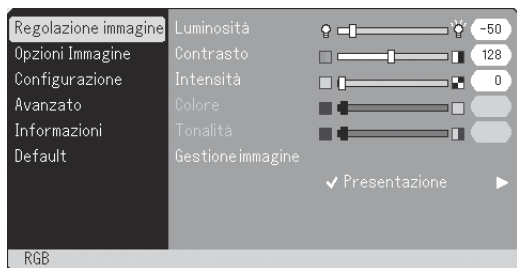 Regolazione immagine
Opzioni Immagine
Configurazione
Avanzato
Informazioni
Default
Luminosità -50
Contrasto 128
Intensità 0
Colore
Tonalità
Gestione immagine
Presentazione
RGB